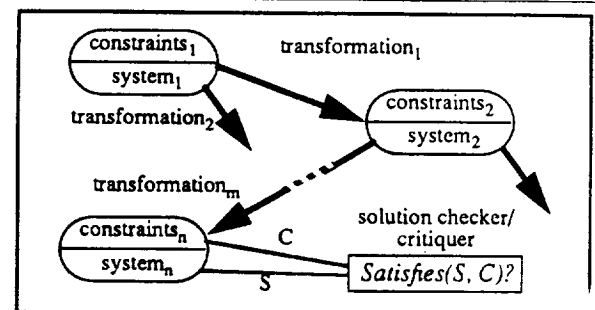 constraints₁
system₁
transformation₁
transformation₂
constraints₂
system₂
transformationₘ
constraintsₙ
systemₙ
C
S
solution checker/
critiquer
Satisfies(S, C)?